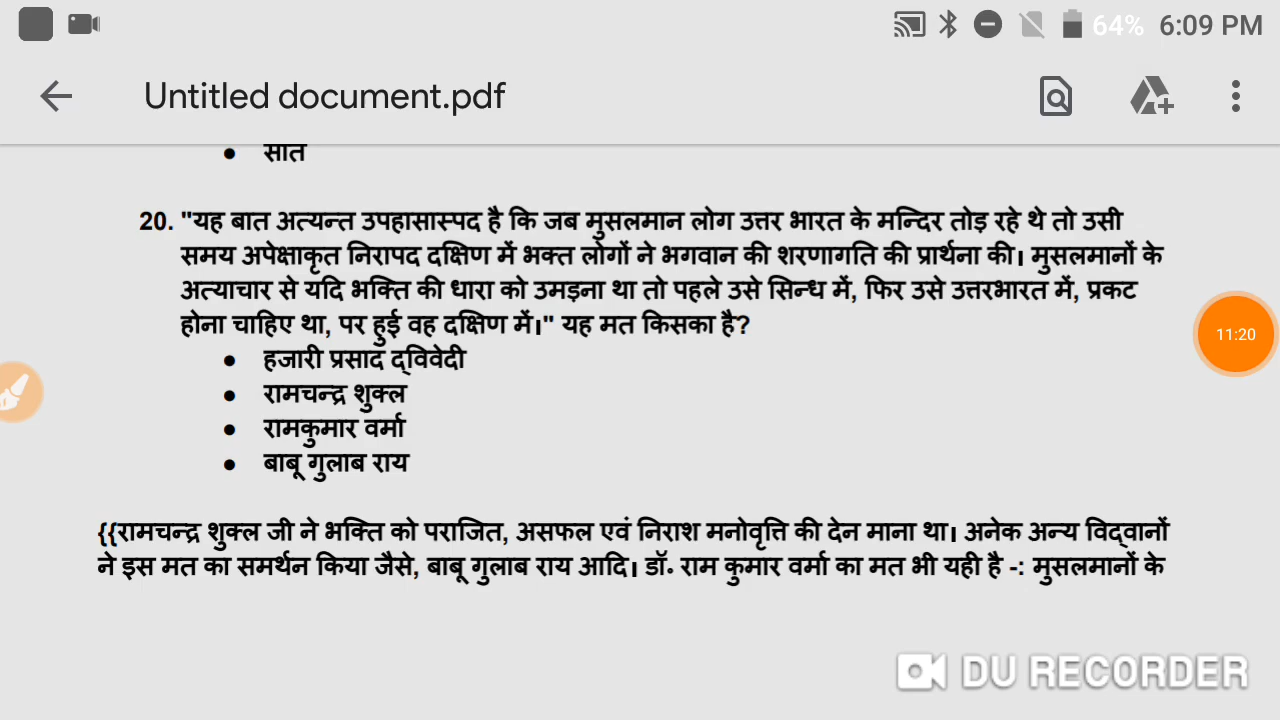 64% 6:09 PM
Untitled document.pdf
● सात
20. "यह बात अत्यन्त उपहासास्पद है कि जब मुसलमान लोग उत्तर भारत के मन्दिर तोड़ रहे थे तो उसी
समय अपेक्षाकृत निरापद दक्षिण में भक्त लोगों ने भगवान की शरणागति की प्रार्थना की। मुसलमानों के
अत्याचार से यदि भक्ति की धारा को उमड़ना था तो पहले उसे सिन्ध में, फिर उसे उत्तरभारत में, प्रकट
होना चाहिए था, पर हुई वह दक्षिण में।" यह मत किसका है?
11:20
● हजारी प्रसाद द्विवेदी
● रामचन्द्र शुक्ल
● रामकुमार वर्मा
● बाबू गुलाब राय
{{रामचन्द्र शुक्ल जी ने भक्ति को पराजित, असफल एवं निराश मनोवृत्ति की देन माना था। अनेक अन्य विद्वानों
ने इस मत का समर्थन किया जैसे, बाबू गुलाब राय आदि। डॉ॰ राम कुमार वर्मा का मत भी यही है -: मुसलमानों के
DU RECORDER